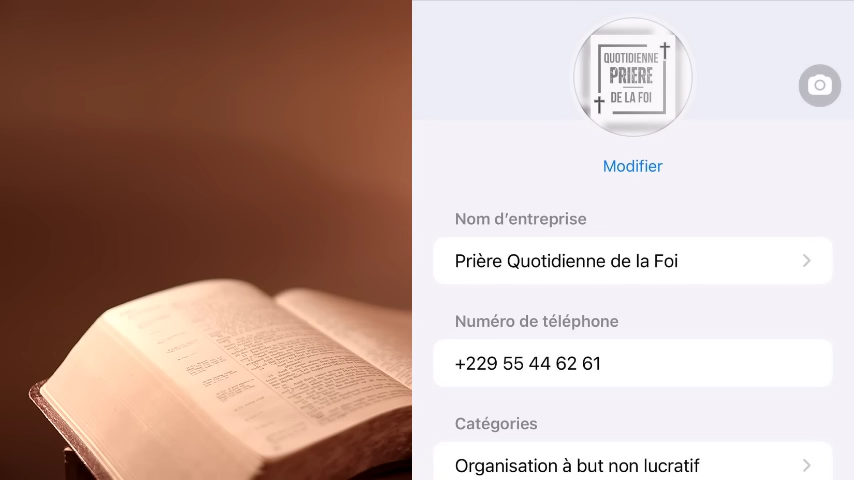 QUOTIDIENNE
PRIERE
DE LA FOI
Modifier
Nom d’entreprise
Prière Quotidienne de la Foi
Numéro de téléphone
+229 55 44 62 61
Catégories
Organisation à but non lucratif